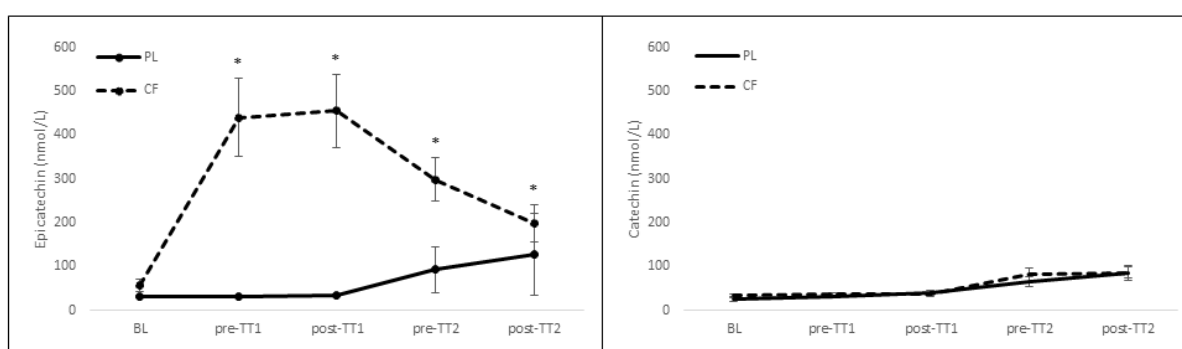 600
500
400
300
200
100
0
Epicatechin (nmol/L)
PL
CF
*
*
*
*
BL pre-TT1 post-TT1 pre-TT2 post-TT2
600
500
400
300
200
100
0
Catechin (nmol/L)
PL
CF
BL pre-TT1 post-TT1 pre-TT2 post-TT2